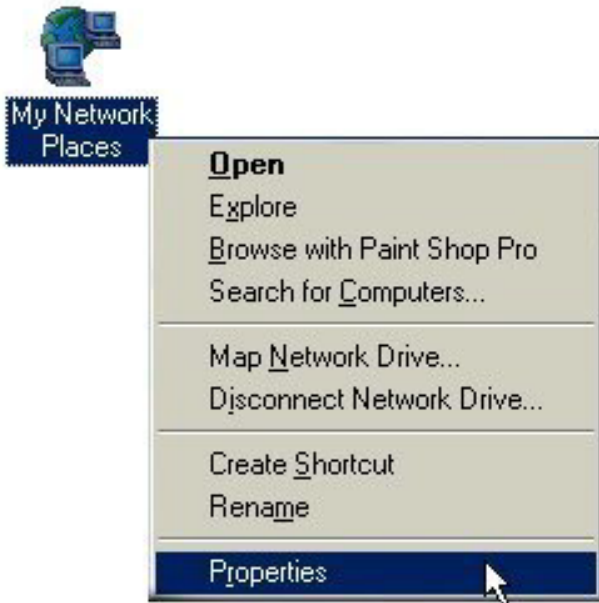 My Network
Places
Open
Explore
Browse with Paint Shop Pro
Search for Computers...
Map Network Drive...
Disconnect Network Drive...
Create Shortcut
Rename
Properties